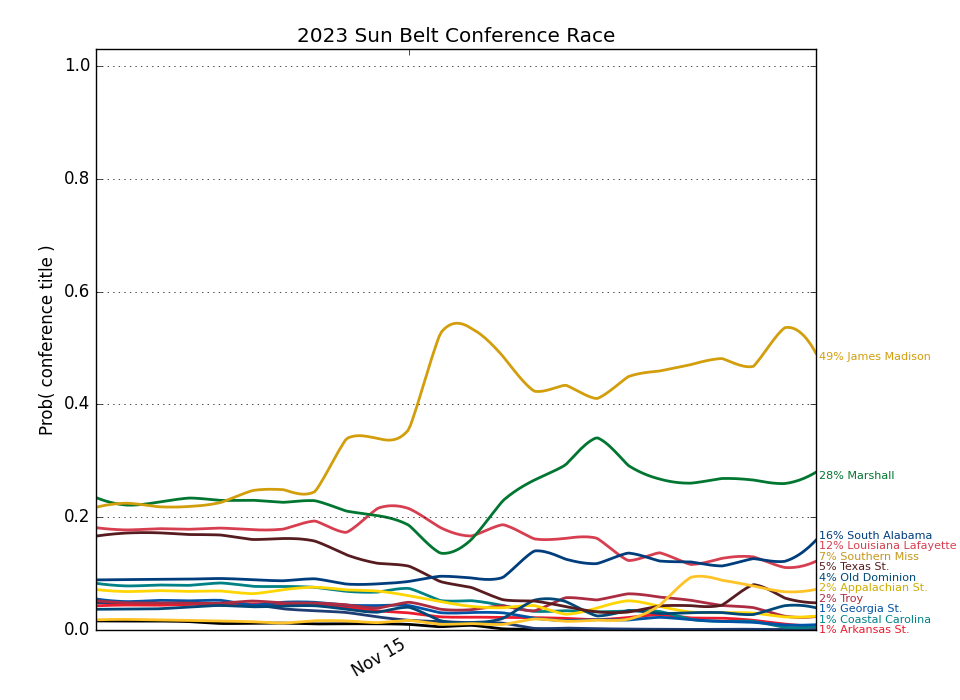 2023 Sun Belt Conference Race
Prob( conference title )
1.0
0.8
0.6
0.4
0.2
0.0
Nov 15
49% James Madison
28% Marshall
16% South Alabama
12% Louisiana Lafayette
7% Southern Miss
5% Texas St.
4% Old Dominion
2% Appalachian St.
2% Troy
1% Georgia St.
1% Coastal Carolina
1% Arkansas St.